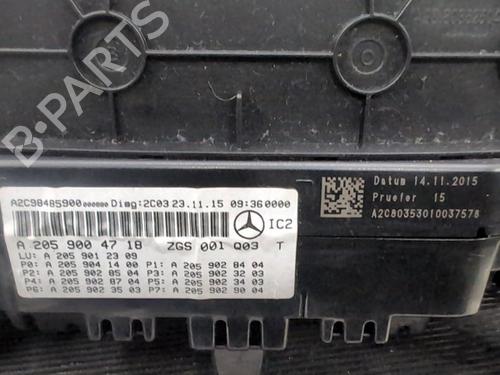 B-PARTS
A2C98485900000000 Diag:2C03 23.11.15 09:360000
IC2
A 205 900 47 18 ZGS 001 Q03 T
LU: A 205 901 23 09
P0: A 205 904 14 00 P1: A 205 902 84 04
P2: A 205 902 85 04 P3: A 205 902 32 03
P4: A 205 902 87 04 P5: A 205 902 34 03
P6: A 205 902 35 03 P7: A 205 902 90 04
Datum 14.11.2015
Pruefer 15
A2C80353010037578